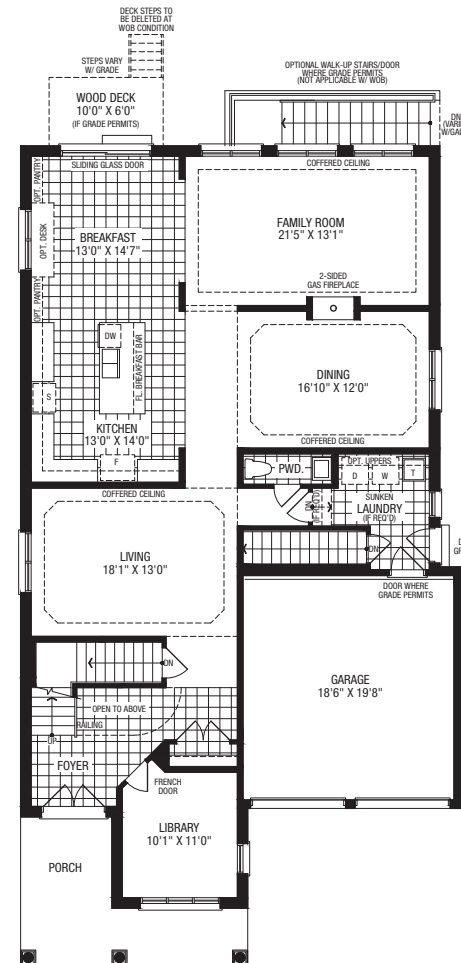 DECK STEPS TO
BE DELETED AT
WOB CONDITION
STEPS VARY
W/ GRADE
OPTIONAL WALK-UP STAIRS/DOOR
WHERE GRADE PERMITS
(NOT APPLICABLE W/ WOB)
WOOD DECK
10'0" X 6'0"
(IF GRADE PERMITS)
DN
(VARI
W/GA
SLIDING GLASS DOOR
COFFERED CEILING
OPT. PANTRY
FAMILY ROOM
21'5" X 13'1"
BREAKFAST
13'0" X 14'7"
OPT. DESK
2-SIDED
GAS FIREPLACE
OPT. PANTRY
DW
FL. BREAKFAST BAR
DINING
16'10" X 12'0"
S
KITCHEN
13'0" X 14'0"
COFFERED CEILING
F
PWD.
OPT. UPPERS
D
W
T
COFFERED CEILING
DN
(IF REQ'D)
SUNKEN
LAUNDRY
(IF REQ'D)
LIVING
18'1" X 13'0"
DN
D
GR
DOOR WHERE
GRADE PERMITS
DN
GARAGE
18'6" X 19'8"
OPEN TO ABOVE
RAILING
UP
FOYER
FRENCH
DOOR
LIBRARY
10'1" X 11'0"
PORCH